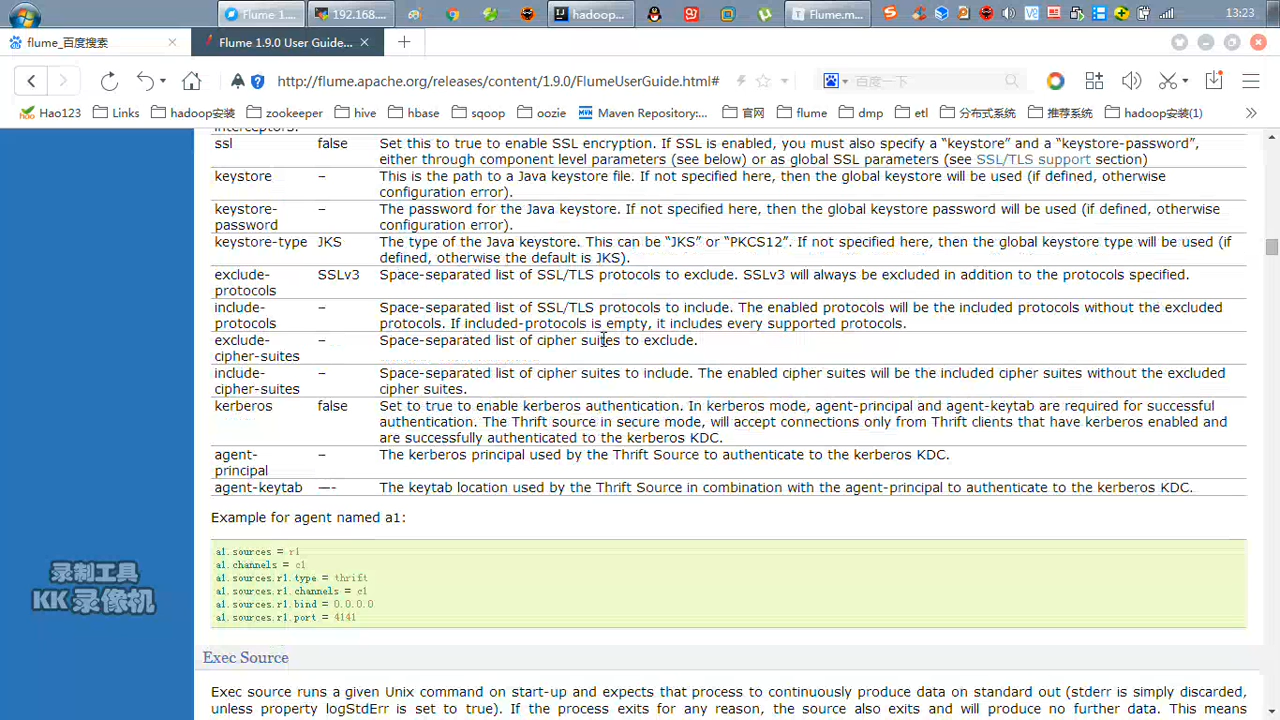 Flume 1....
192.168....
hadoop...
Flume.m...
13:23
flume_百度搜索
Flume 1.9.0 User Guide...
http://flume.apache.org/releases/content/1.9.0/FlumeUserGuide.html#
百度一下
Hao123
Links
hadoop安装
zookeeper
hive
hbase
sqoop
oozie
Maven Repository:...
官网
flume
dmp
etl
分布式系统
推荐系统
hadoop安装(1)
interceptors.
ssl false Set this to true to enable SSL encryption. If SSL is enabled, you must also specify a “keystore” and a “keystore-password”,
either through component level parameters (see below) or as global SSL parameters (see SSL/TLS support section)
keystore – This is the path to a Java keystore file. If not specified here, then the global keystore will be used (if defined, otherwise
configuration error).
keystore- – The password for the Java keystore. If not specified here, then the global keystore password will be used (if defined, otherwise
password configuration error).
keystore-type JKS The type of the Java keystore. This can be “JKS” or “PKCS12”. If not specified here, then the global keystore type will be used (if
defined, otherwise the default is JKS).
exclude- SSLv3 Space-separated list of SSL/TLS protocols to exclude. SSLv3 will always be excluded in addition to the protocols specified.
protocols
include- – Space-separated list of SSL/TLS protocols to include. The enabled protocols will be the included protocols without the excluded
protocols protocols. If included-protocols is empty, it includes every supported protocols.
exclude- – Space-separated list of cipher suites to exclude.
cipher-suites
include- – Space-separated list of cipher suites to include. The enabled cipher suites will be the included cipher suites without the excluded
cipher-suites cipher suites.
kerberos false Set to true to enable kerberos authentication. In kerberos mode, agent-principal and agent-keytab are required for successful
authentication. The Thrift source in secure mode, will accept connections only from Thrift clients that have kerberos enabled and
are successfully authenticated to the kerberos KDC.
agent- – The kerberos principal used by the Thrift Source to authenticate to the kerberos KDC.
principal
agent-keytab —- The keytab location used by the Thrift Source in combination with the agent-principal to authenticate to the kerberos KDC.
Example for agent named a1:
a1.sources = r1
a1.channels = c1
a1.sources.r1.type = thrift
a1.sources.r1.channels = c1
a1.sources.r1.bind = 0.0.0.0
a1.sources.r1.port = 4141
录制工具
KK 录像机
Exec Source
Exec source runs a given Unix command on start-up and expects that process to continuously produce data on standard out (stderr is simply discarded,
unless property logStdErr is set to true). If the process exits for any reason, the source also exits and will produce no further data. This means